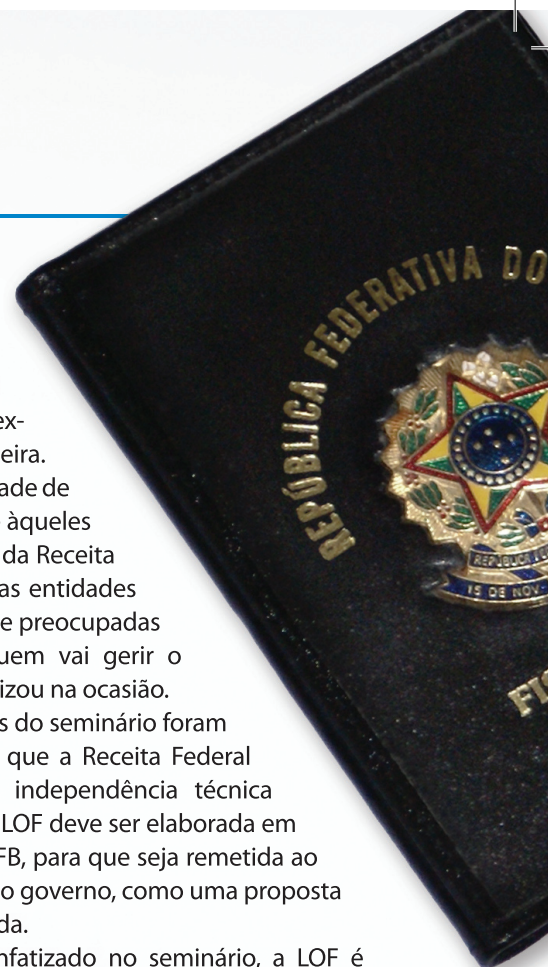 REPÚBLICA FEDERATIVA DO
15 DE NOV
ex-
eira.
ade de
àqueles
da Receita
as entidades
e preocupadas
uem vai gerir o
izou na ocasião.
s do seminário foram
que a Receita Federal
independência técnica
LOF deve ser elaborada em
FB, para que seja remetida ao
o governo, como uma proposta
da.
nfatizado no seminário, a LOF é